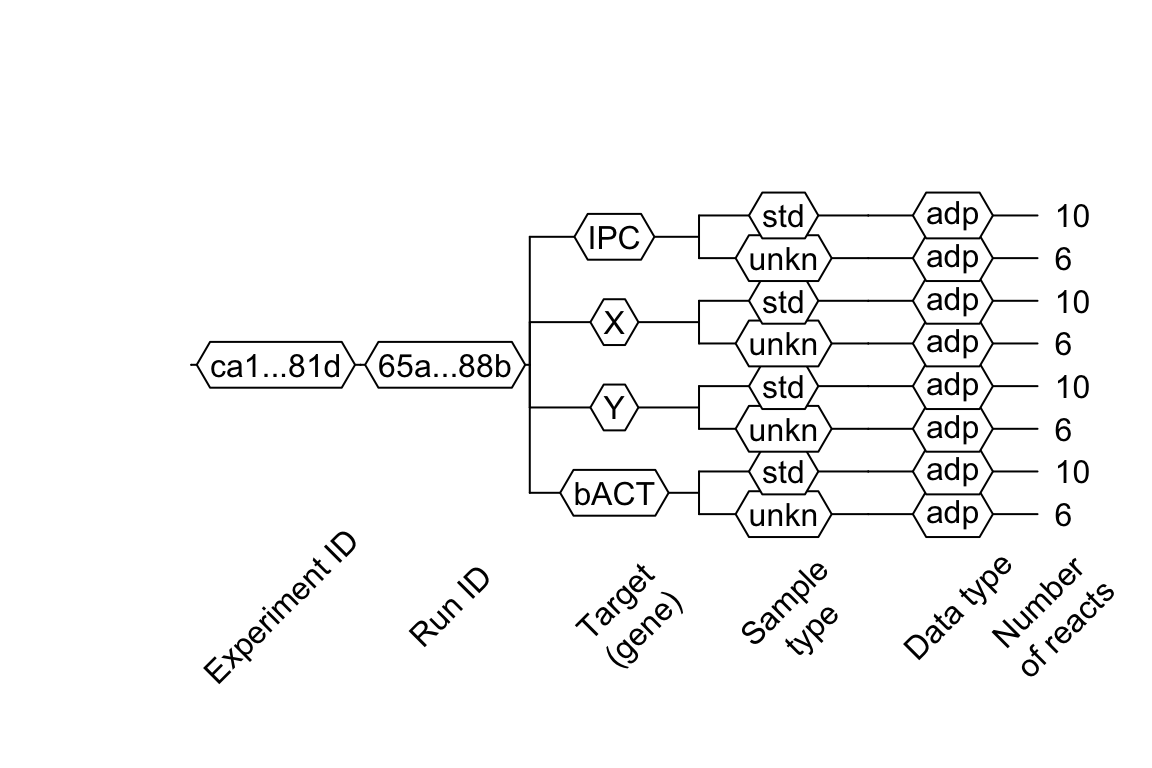 std adp 10
IPC
unkn adp 6
std adp 10
X
unkn adp 6
ca1...81d 65a...88b
std adp 10
Y
unkn adp 6
std adp 10
bACT
unkn adp 6
Experiment ID
Run ID
Target
(gene)
Sample
type
Data type
Number
of reacts